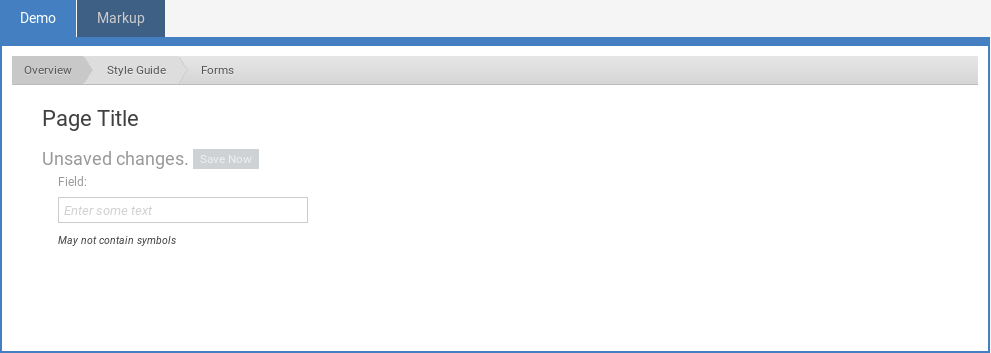 Demo Markup
Overview Style Guide Forms
Page Title
Unsaved changes. Save Now
Field:
Enter some text
May not contain symbols